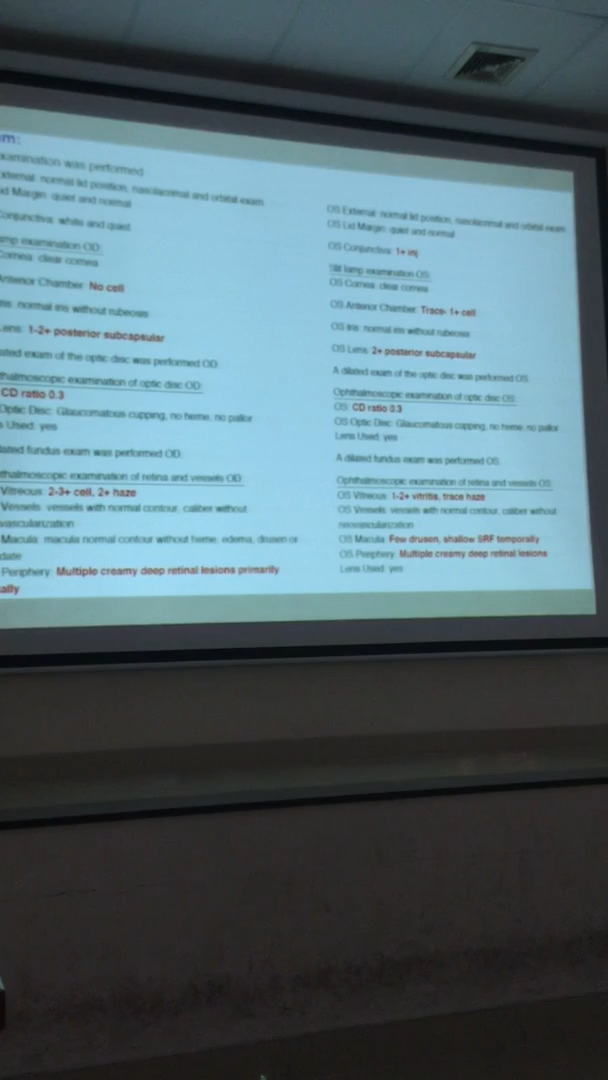 m:
xamination was performed
xternal: normal lid position, nasolacrimal and orbital exam
id Margin: quiet and normal
Conjunctiva: white and quiet
amp examination OD:
Cornea: clear cornea
Anterior Chamber: No cell
ris: normal iris without rubeosis
ens: 1-2+ posterior subcapsular
ated exam of the optic disc was performed OD.
thalmoscopic examination of optic disc OD:
CD ratio 0.3
Optic Disc: Glaucomatous cupping, no heme, no pallor
s Used: yes
lated fundus exam was performed OD.
thalmoscopic examination of retina and vessels OD:
Vitreous: 2-3+ cell, 2+ haze
Vessels: vessels with normal contour, caliber without
vascularization
Macula: macula normal contour without heme, edema, drusen or
date
Periphery: Multiple creamy deep retinal lesions primarily
ally
OS External: normal lid position, nasolacrimal and orbital exam
OS Lid Margin: quiet and normal
OS Conjunctiva: 1+ inj
Slit lamp examination OS:
OS Cornea: clear cornea
OS Anterior Chamber: Trace- 1+ cell
OS Iris: normal iris without rubeosis
OS Lens: 2+ posterior subcapsular
A dilated exam of the optic disc was performed OS.
Ophthalmoscopic examination of optic disc OS:
OS: CD ratio 0.3
OS Optic Disc: Glaucomatous cupping, no heme, no pallor
Lens Used: yes
A dilated fundus exam was performed OS.
Ophthalmoscopic examination of retina and vessels OS:
OS Vitreous: 1-2+ vitritis, trace haze
OS Vessels: vessels with normal contour, caliber without
neovascularization
OS Macula: Few drusen, shallow SRF temporally
OS Periphery: Multiple creamy deep retinal lesions
Lens Used: yes